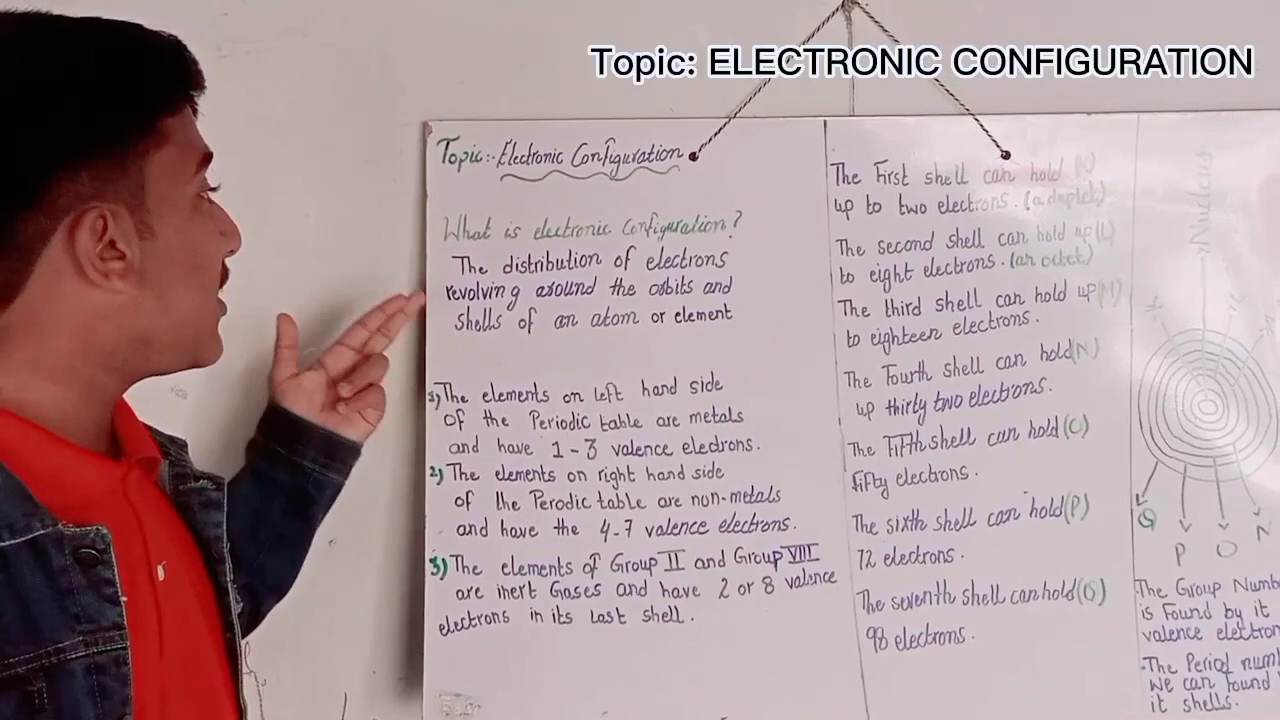 Topic: ELECTRONIC CONFIGURATION
Topic:- Electronic Configuration
What is electronic Configuration?
The distribution of electrons
revolving around the orbits and
shells of an atom or element
1) The elements on Left hand side
of the Periodic table are metals
and have 1-3 valence electrons.
2) The elements on right hand side
of the Perodic table are non-metals
and have the 4-7 valence electrons.
3) The elements of Group II and Group VIII
are inert Gases and have 2 or 8 valence
electrons in its Last shell.
The First shell can hold (K)
up to two electrons. (a duplet)
The second shell can hold up (L)
to eight electrons. (an octet)
The third shell can hold up (M)
to eighteen electrons.
The Fourth shell can hold (N)
up thirty two electrons.
The Fifth shell can hold (O)
fifty electrons.
The sixth shell can hold (P)
72 electrons.
The seventh shell can hold (Q)
98 electrons.
Nucleus
K
L
M
Q
P
O
N
The Group
is Found by it
valence
The Period
we can found
it shells.